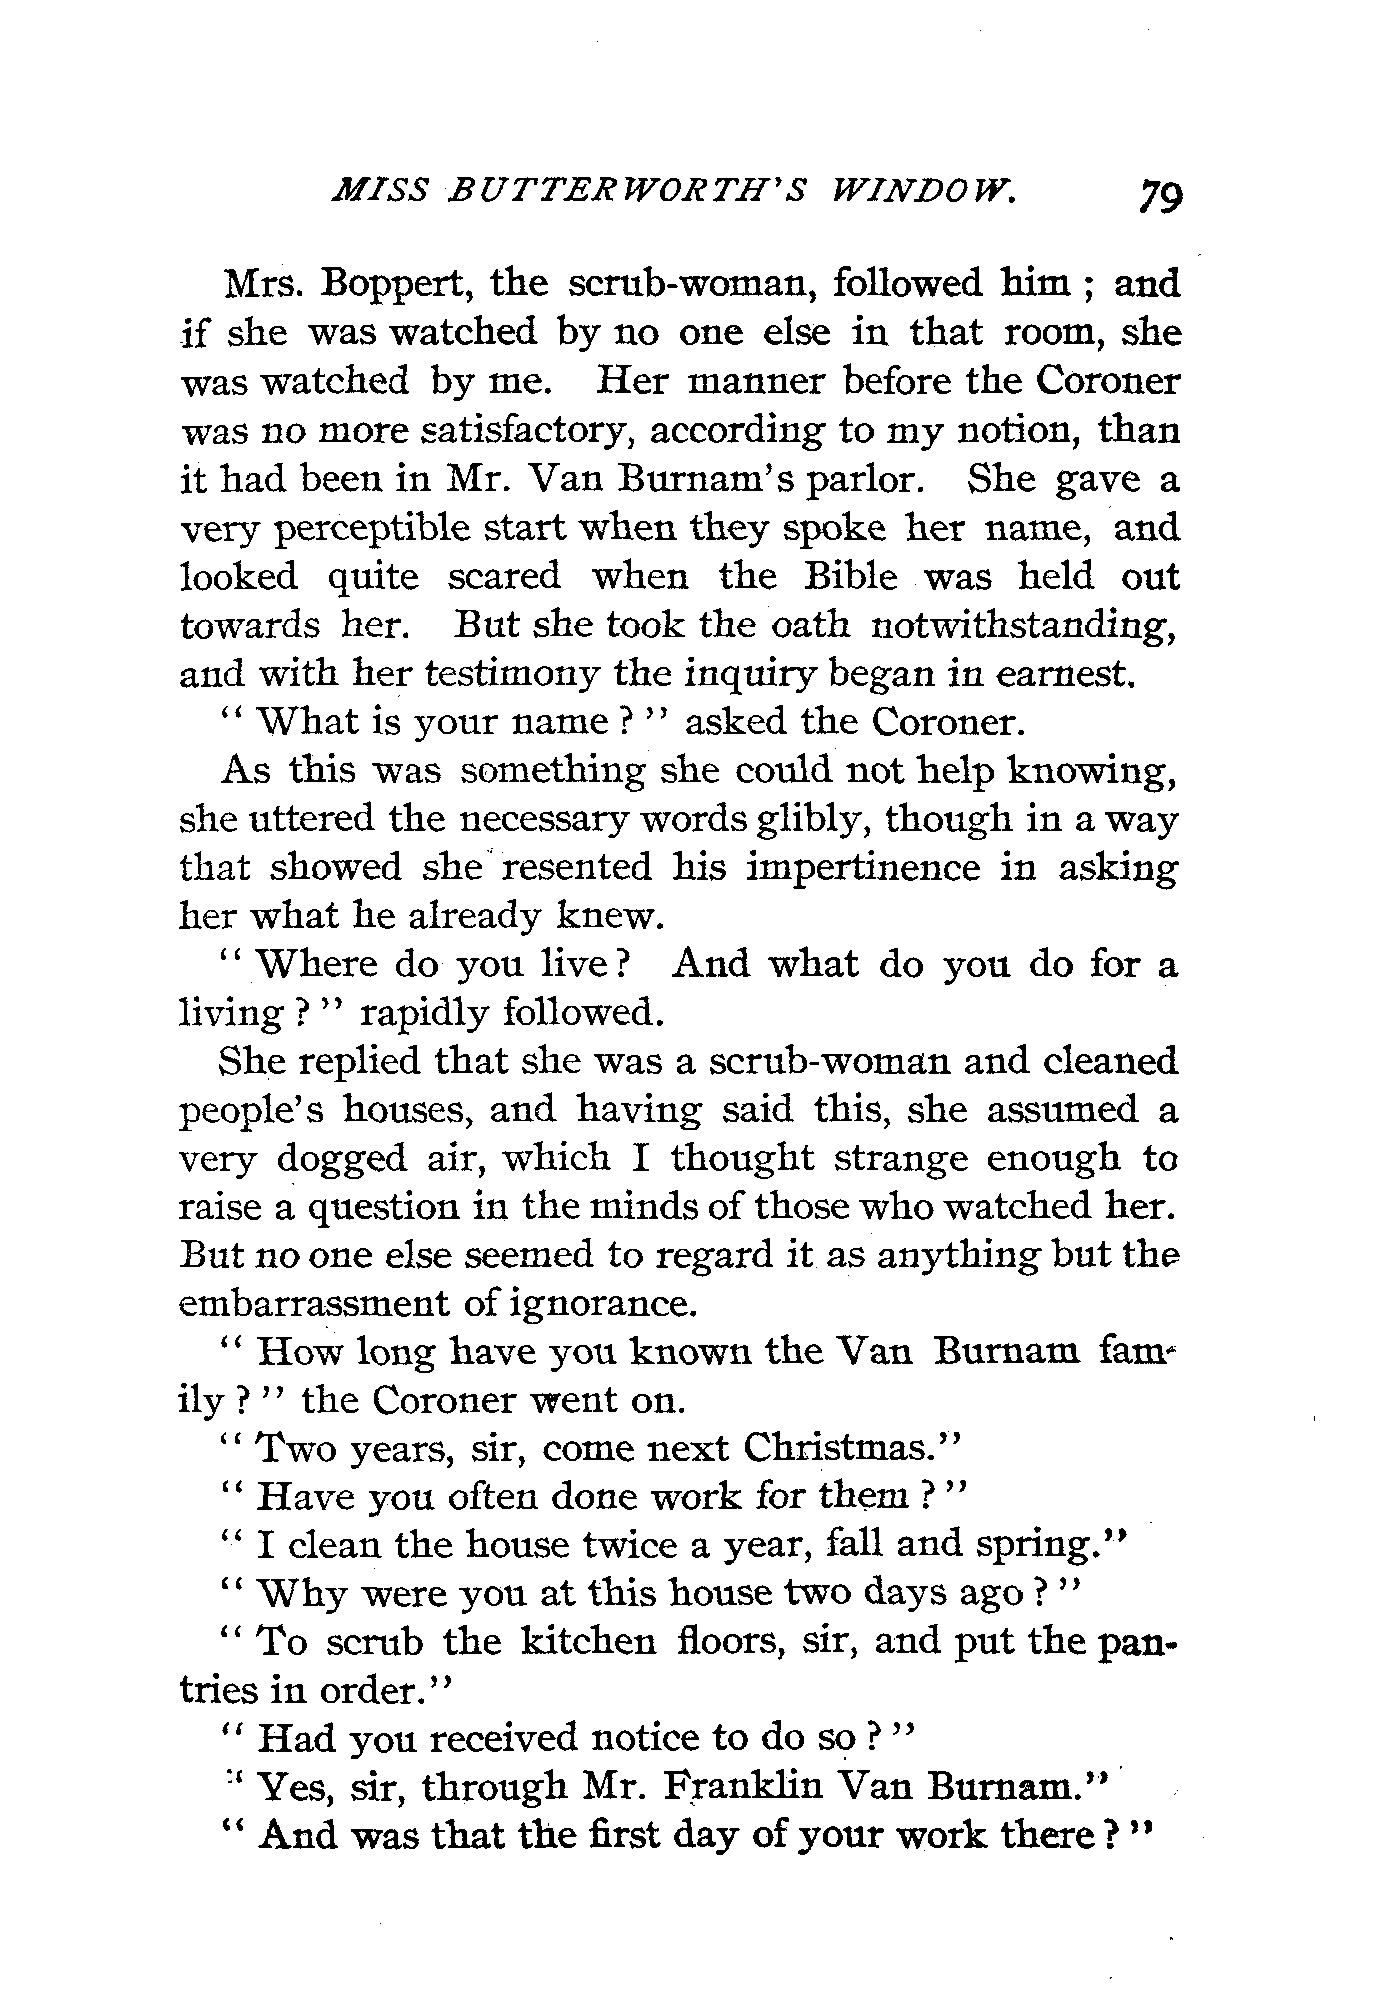 MISS BUTTERWORTH'S WINDOW. 79
Mrs. Boppert, the scrub-woman, followed him ; and
if she was watched by no one else in that room, she
was watched by me. Her manner before the Coroner
was no more satisfactory, according to my notion, than
it had been in Mr. Van Burnam's parlor. She gave a
very perceptible start when they spoke her name, and
looked quite scared when the Bible was held out
towards her. But she took the oath notwithstanding,
and with her testimony the inquiry began in earnest.
" What is your name ? " asked the Coroner.
As this was something she could not help knowing,
she uttered the necessary words glibly, though in a way
that showed she resented his impertinence in asking
her what he already knew.
" Where do you live ? And what do you do for a
living ? " rapidly followed.
She replied that she was a scrub-woman and cleaned
people's houses, and having said this, she assumed a
very dogged air, which I thought strange enough to
raise a question in the minds of those who watched her.
But no one else seemed to regard it as anything but the
embarrassment of ignorance.
" How long have you known the Van Burnam fam-
ily ? " the Coroner went on.
" Two years, sir, come next Christmas."
" Have you often done work for them ? "
" I clean the house twice a year, fall and spring."
" Why were you at this house two days ago ? "
" To scrub the kitchen floors, sir, and put the pan-
tries in order."
" Had you received notice to do so ? "
" Yes, sir, through Mr. Franklin Van Burnam."
" And was that the first day of your work there ? "